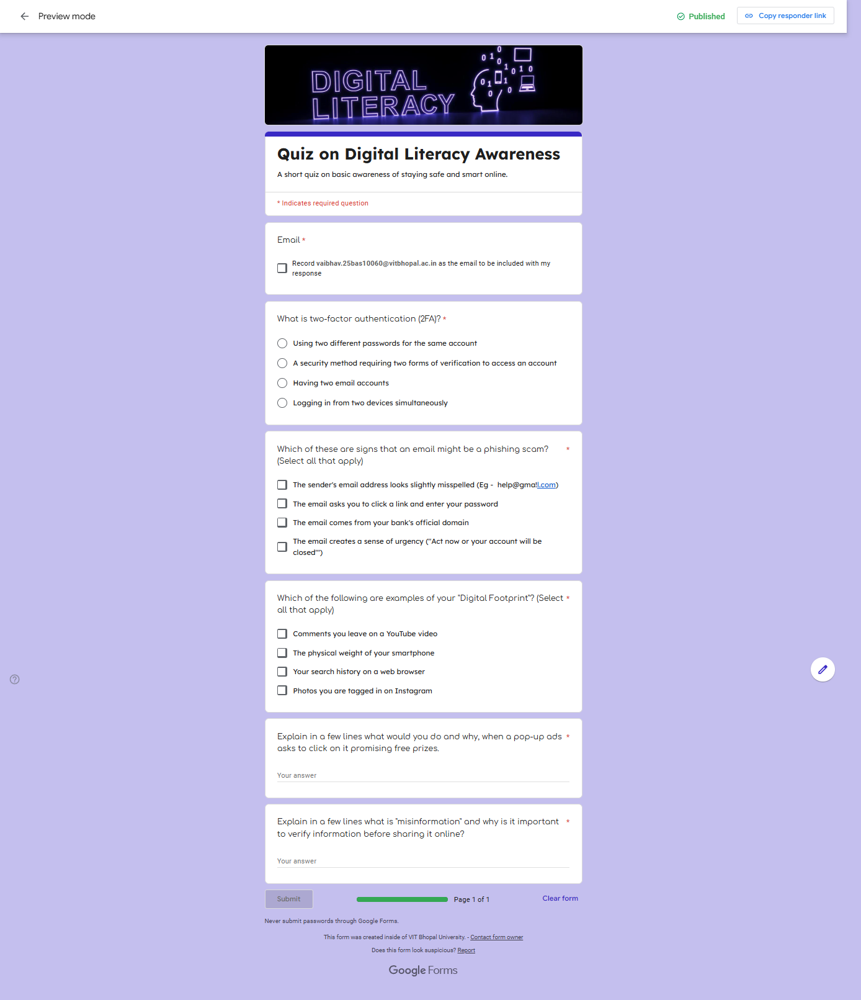 Preview mode
Published
Copy responder link
DIGITAL
LITERACY
0
0 1
0
1
0 1 0
0 1 1
0 0
Quiz on Digital Literacy Awareness
A short quiz on basic awareness of staying safe and smart online.
* Indicates required question
Email *
Record vaibhav.25bas10060@vitbhopal.ac.in as the email to be included with my
response
What is two-factor authentication (2FA)? *
Using two different passwords for the same account
A security method requiring two forms of verification to access an account
Having two email accounts
Logging in from two devices simultaneously
Which of these are signs that an email might be a phishing scam? *
(Select all that apply)
The sender's email address looks slightly misspelled (Eg -  help@gma!l.com)
The email asks you to click a link and enter your password
The email comes from your bank's official domain
The email creates a sense of urgency ("Act now or your account will be
closed'")
Which of the following are examples of your "Digital Footprint"? (Select *
all that apply)
Comments you leave on a YouTube video
The physical weight of your smartphone
Your search history on a web browser
Photos you are tagged in on Instagram
Explain in a few lines what would you do and why, when a pop-up ads *
asks to click on it promising free prizes.
Your answer
Explain in a few lines what is "misinformation" and why is it important *
to verify information before sharing it online?
Your answer
Submit
Page 1 of 1
Clear form
Never submit passwords through Google Forms.
This form was created inside of VIT Bhopal University. - Contact form owner
Does this form look suspicious? Report
Google Forms